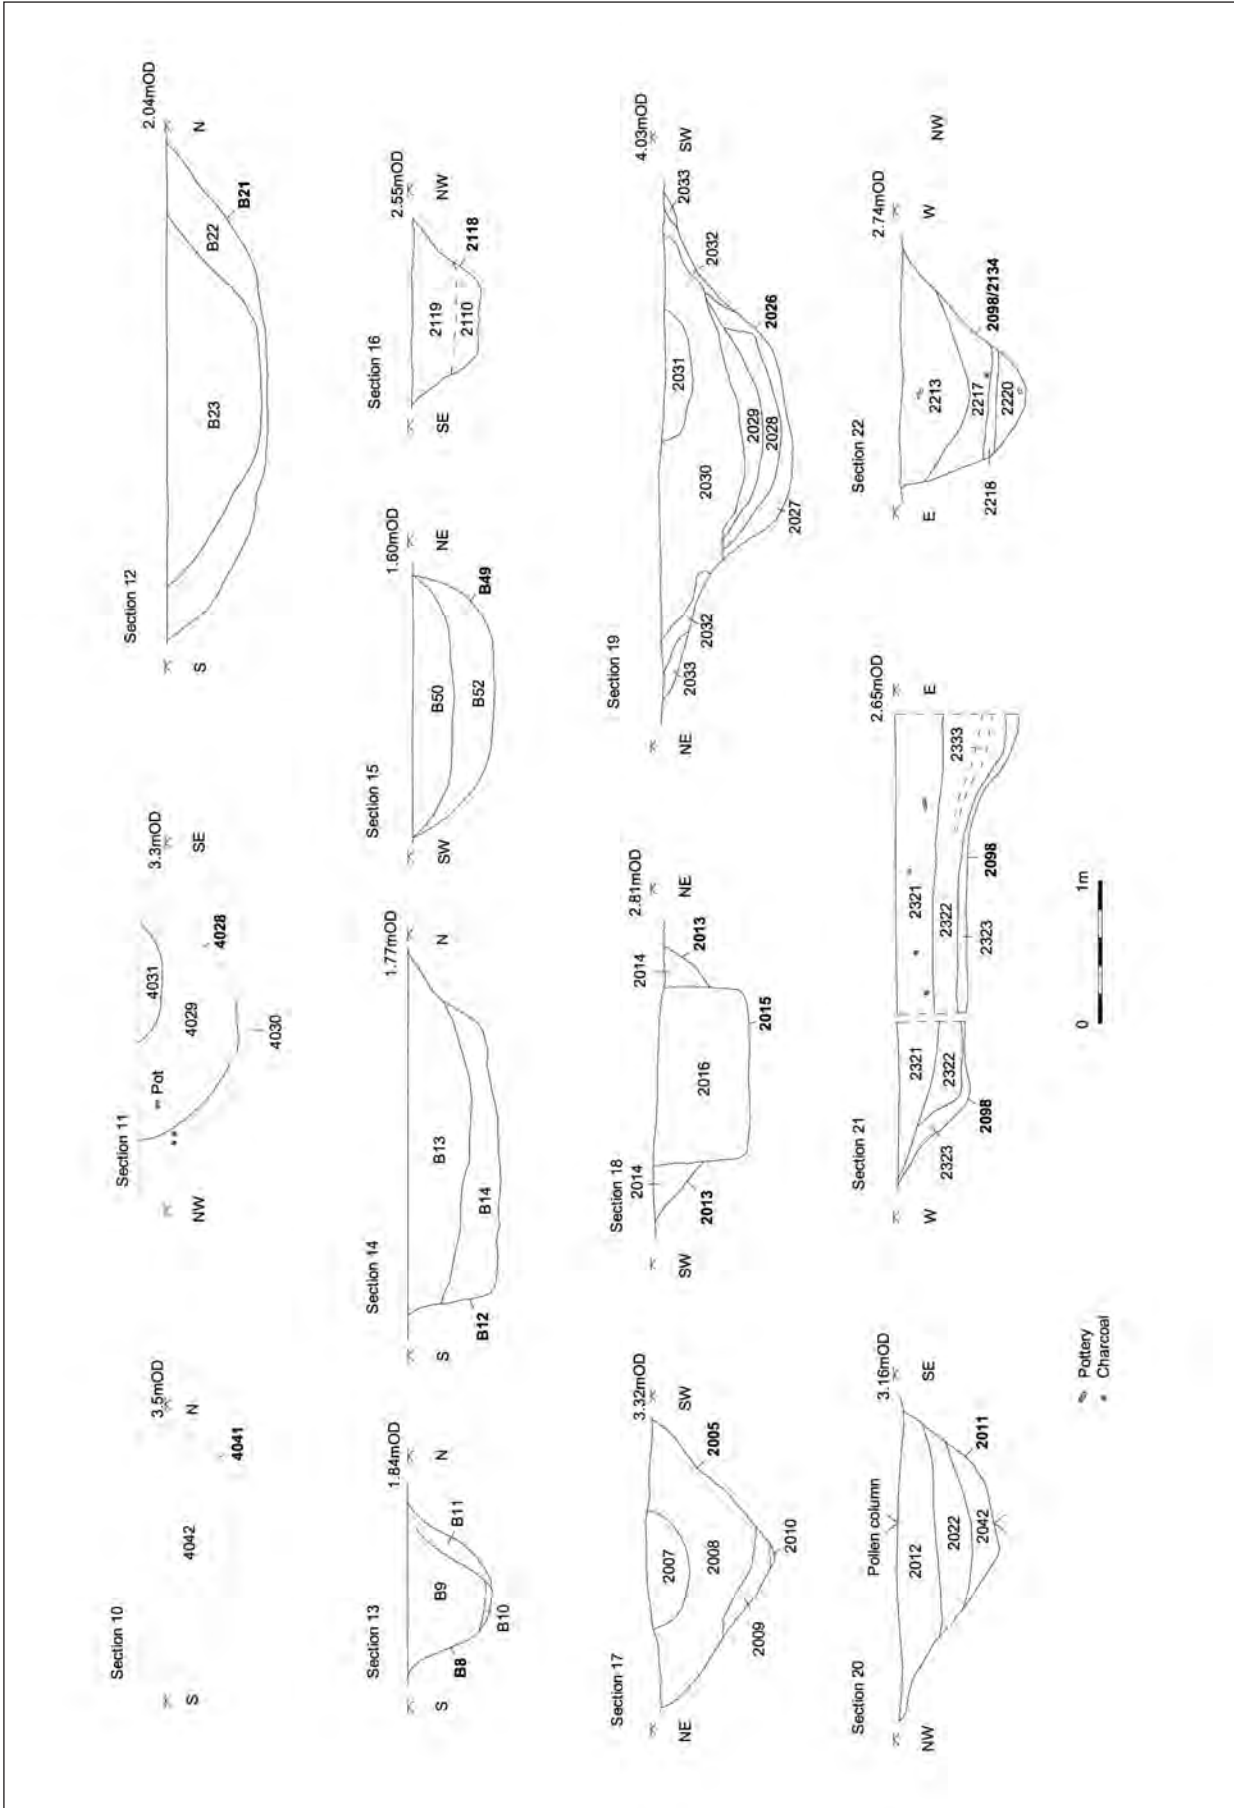 Section 10
3.5mOD
S
N
4042
4041
Section 11
3.3mOD
NW
SE
Pot
4031
4029
4028
4030
Section 12
2.04mOD
S
N
B23
B22
B21
Section 13
1.84mOD
S
N
B9
B11
B8
B10
Section 14
1.77mOD
S
N
B13
B14
B12
Section 15
1.60mOD
SW
NE
B50
B52
B49
Section 16
2.55mOD
SE
NW
2119
2110
2118
Section 17
3.32mOD
NE
SW
2007
2008
2005
2009
2010
Section 18
2.81mOD
SW
NE
2014
2014
2013
2013
2016
2015
Section 19
4.03mOD
NE
SW
2033
2033
2032
2032
2031
2030
2029
2028
2026
2027
Section 20
Pollen column
3.16mOD
NW
SE
2012
2022
2042
2011
Section 21
2.65mOD
W
E
2321
2321
2322
2322
2333
2323
2323
2098
2098
Section 22
2.74mOD
E
W
NW
2213
2217
2218
2220
2098/2134
Pottery
Charcoal
0
1m